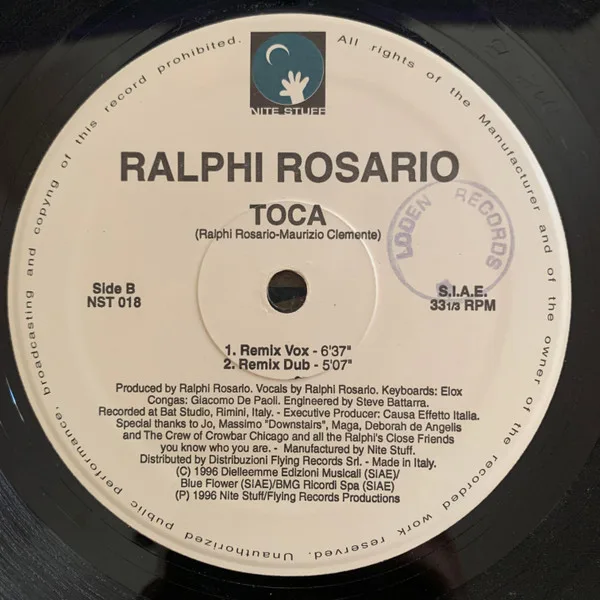 NITE STUFF
RALPHI ROSARIO
TOCA
(Ralphi Rosario-Maurizio Clemente)
LODEN RECORDS
Side B
NST 018
S.I.A.E.
33 1/3 RPM
1. Remix Vox - 6'37"
2. Remix Dub - 5'07"
Produced by Ralphi Rosario. Vocals by Ralphi Rosario. Keyboards: Elox
Congas: Giacomo De Paoli. Engineered by Steve Battarra.
Recorded at Bat Studio, Rimini, Italy. - Executive Producer: Causa Effetto Italia.
Special thanks to Jo, Massimo "Downstairs", Maga, Deborah de Angelis
and The Crew of Crowbar Chicago and all the Ralphi's Close Friends
you know who you are. - Manufactured by Nite Stuff.
Distributed by Distribuzioni Flying Records Srl. - Made in Italy.
(C) 1996 Dielleemme Edizioni Musicali (SIAE)/
Blue Flower (SIAE)/BMG Ricordi Spa (SIAE)
(P) 1996 Nite Stuff/Flying Records Productions
All rights of the Manufacturer and of the owner of the recorded work reserved. Unauthorized public performance, broadcasting and copyng of this record prohibited.